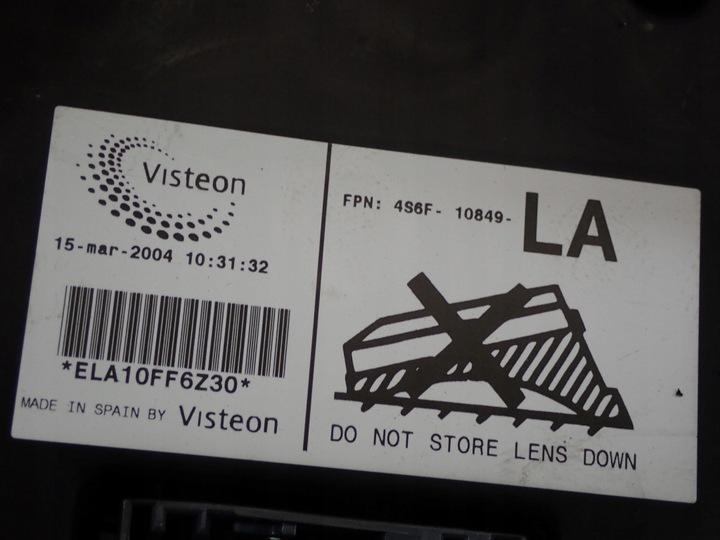 Visteon
15-mar-2004 10:31:32
*ELA10FF6Z30*
MADE IN SPAIN BY Visteon
FPN: 4S6F- 10849- LA
DO NOT STORE LENS DOWN